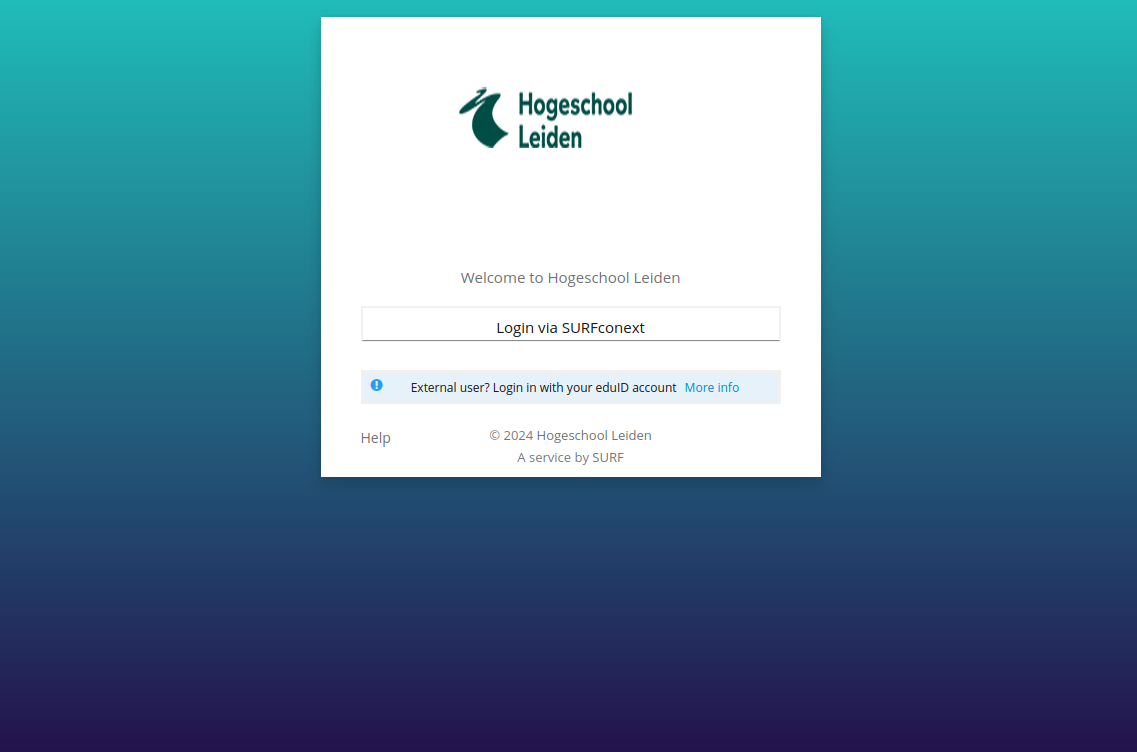 Hogeschool
Leiden
Welcome to Hogeschool Leiden
Login via SURFconext
External user? Login in with your eduID account More info
Help
© 2024 Hogeschool Leiden
A service by SURF